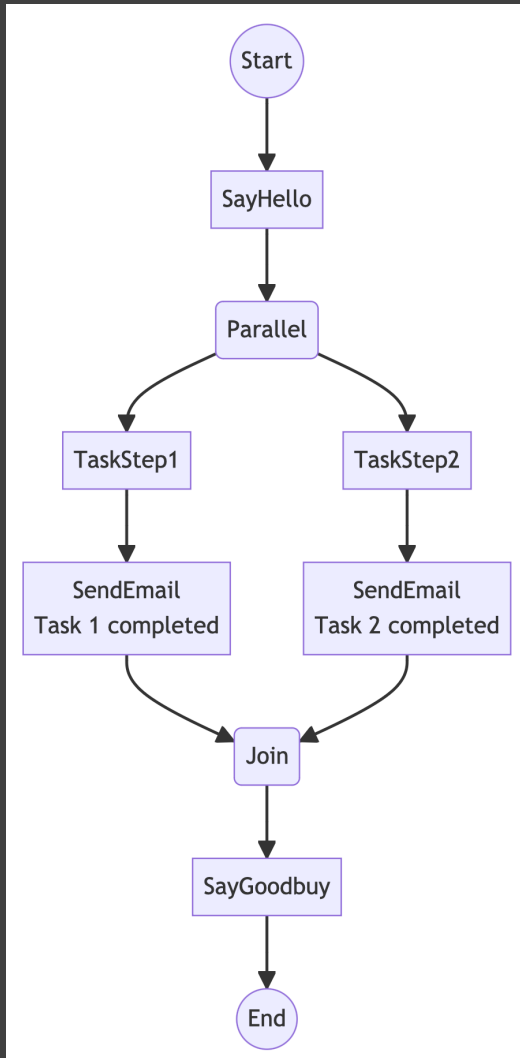 Start
SayHello
Parallel
TaskStep1
TaskStep2
SendEmail
Task 1 completed
SendEmail
Task 2 completed
Join
SayGoodbuy
End